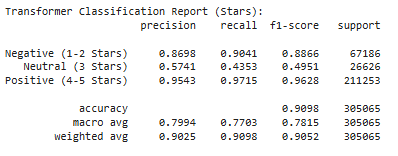 Transformer Classification Report (Stars):
precision recall f1-score support
Negative (1-2 Stars) 0.8698 0.9041 0.8866 67186
Neutral (3 Stars) 0.5741 0.4353 0.4951 26626
Positive (4-5 Stars) 0.9543 0.9715 0.9628 211253
accuracy 0.9098 305065
macro avg 0.7994 0.7703 0.7815 305065
weighted avg 0.9025 0.9098 0.9052 305065